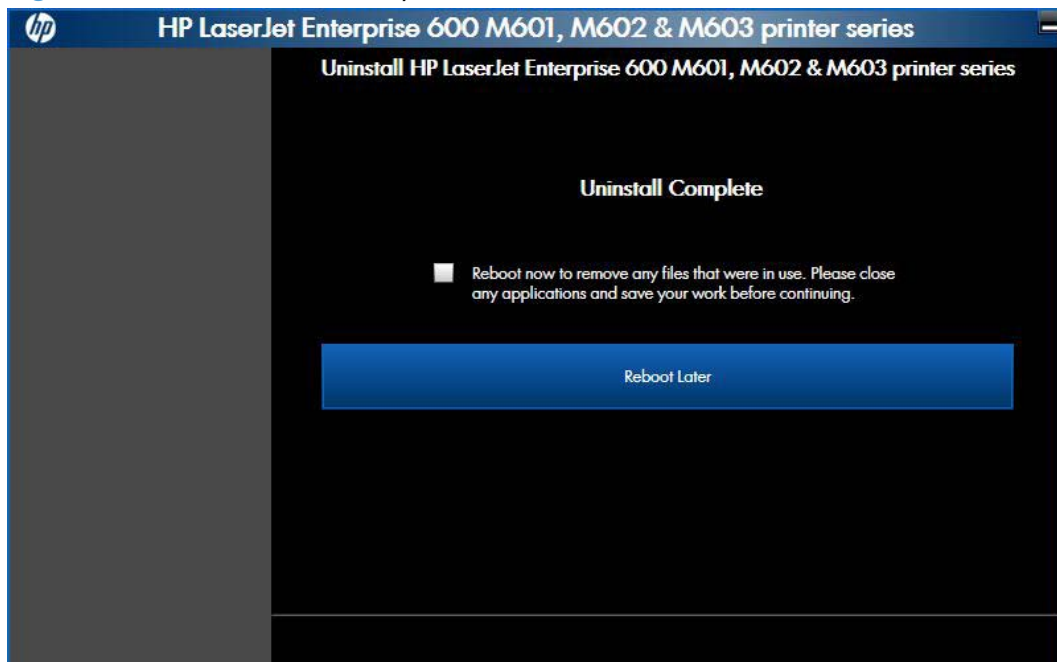 hp
HP LaserJet Enterprise 600 M601, M602 & M603 printer series
Uninstall HP LaserJet Enterprise 600 M601, M602 & M603 printer series
Uninstall Complete
Reboot now to remove any files that were in use. Please close
any applications and save your work before continuing.
Reboot Later